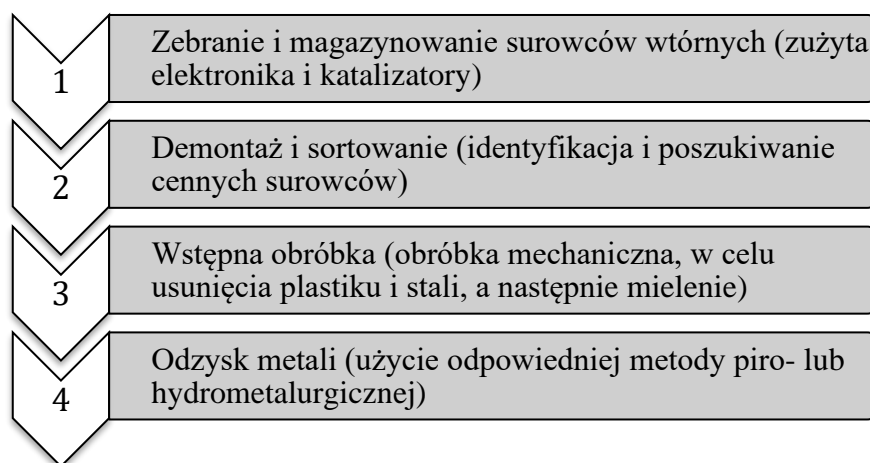 1
Zebranie i magazynowanie surowców wtórnych (zużyta
elektronika i katalizatory)
2
Demontaż i sortowanie (identyfikacja i poszukiwanie
cennych surowców)
3
Wstępna obróbka (obróbka mechaniczna, w celu
usunięcia plastiku i stali, a następnie mielenie)
4
Odzysk metali (użycie odpowiedniej metody piro- lub
hydrometalurgicznej)